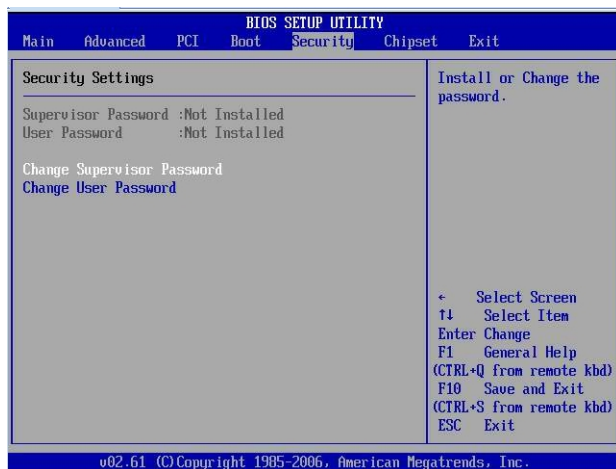 BIOS SETUP UTILITY
Main Advanced PCI Boot Security Chipset Exit
Security Settings
Supervisor Password :Not Installed
User Password :Not Installed
Change Supervisor Password
Change User Password
Install or Change the
password.
← Select Screen
↑↓ Select Item
Enter Change
F1 General Help
(CTRL+Q from remote kbd)
F10 Save and Exit
(CTRL+S from remote kbd)
ESC Exit
v02.61 (C)Copyright 1985-2006, American Megatrends, Inc.